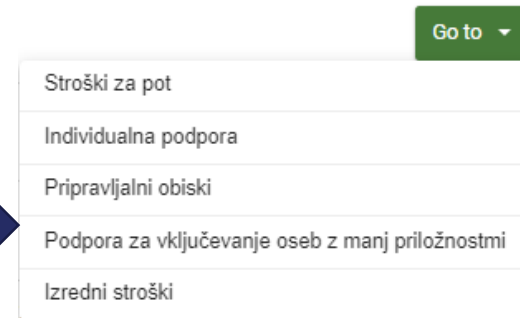 Go to
Stroški za pot
Individualna podpora
Pripravljalni obiski
Podpora za vključevanje oseb z manj priložnostmi
Izredni stroški